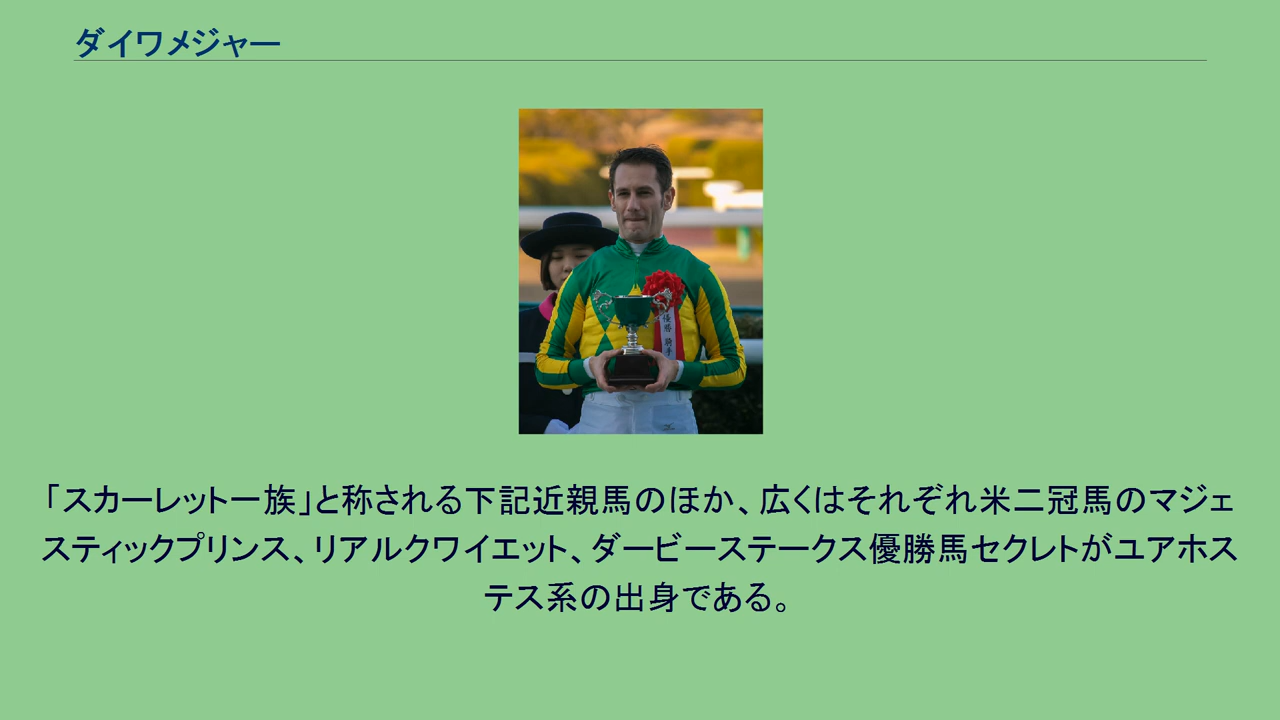 ダイワメジャー
優勝 騎手
「スカーレット一族」と称される下記近親馬のほか、広くはそれぞれ米二冠馬のマジェ
スティックプリンス、リアルクワイエット、ダービーステークス優勝馬セクレトがユアホス
テス系の出身である。